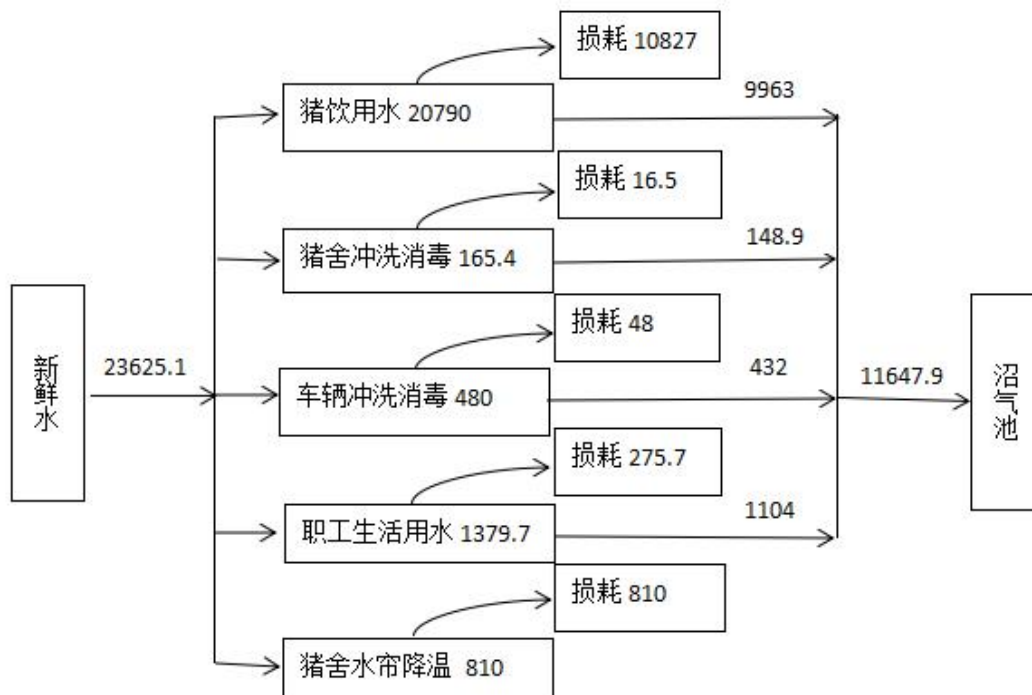 损耗 10827
9963
猪饮用水 20790
损耗 16.5
148.9
猪舍冲洗消毒 165.4
损耗 48
新鲜水
23625.1
432
11647.9
沼气池
车辆冲洗消毒 480
损耗 275.7
1104
职工生活用水 1379.7
损耗 810
猪舍水帘降温 810